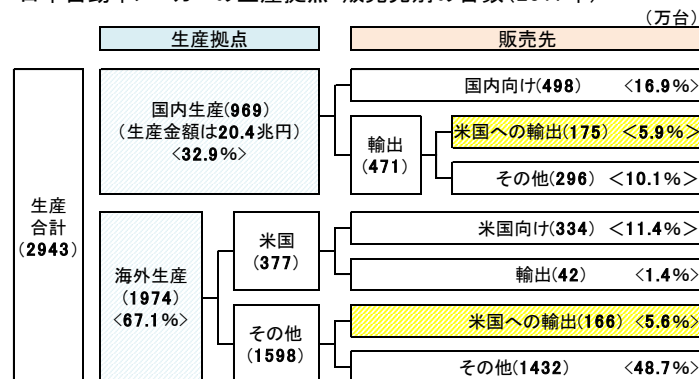 (万台)
生産拠点
販売先
国内向け(498) <16.9%>
国内生産(969)
(生産金額は20.4兆円)
<32.9%>
輸出
(471)
米国への輸出(175) <5.9%>
その他(296) <10.1%>
生産
合計
(2943)
米国向け(334) <11.4%>
米国
(377)
輸出(42) <1.4%>
海外生産
(1974)
<67.1%>
米国への輸出(166) <5.6%>
その他
(1598)
その他(1432) <48.7%>